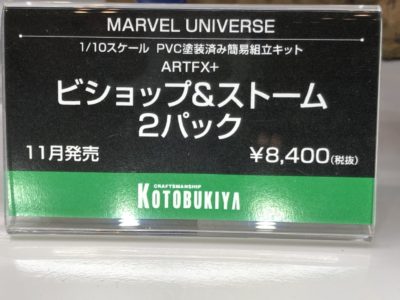 MARVEL UNIVERSE
1/10スケール PVC塗装済み簡易組立キット
ARTFX+
ビショップ&ストーム
2パック
11月発売 ¥8,400(税抜)
CRAFTSMANSHIP
KOTOBUKIYA